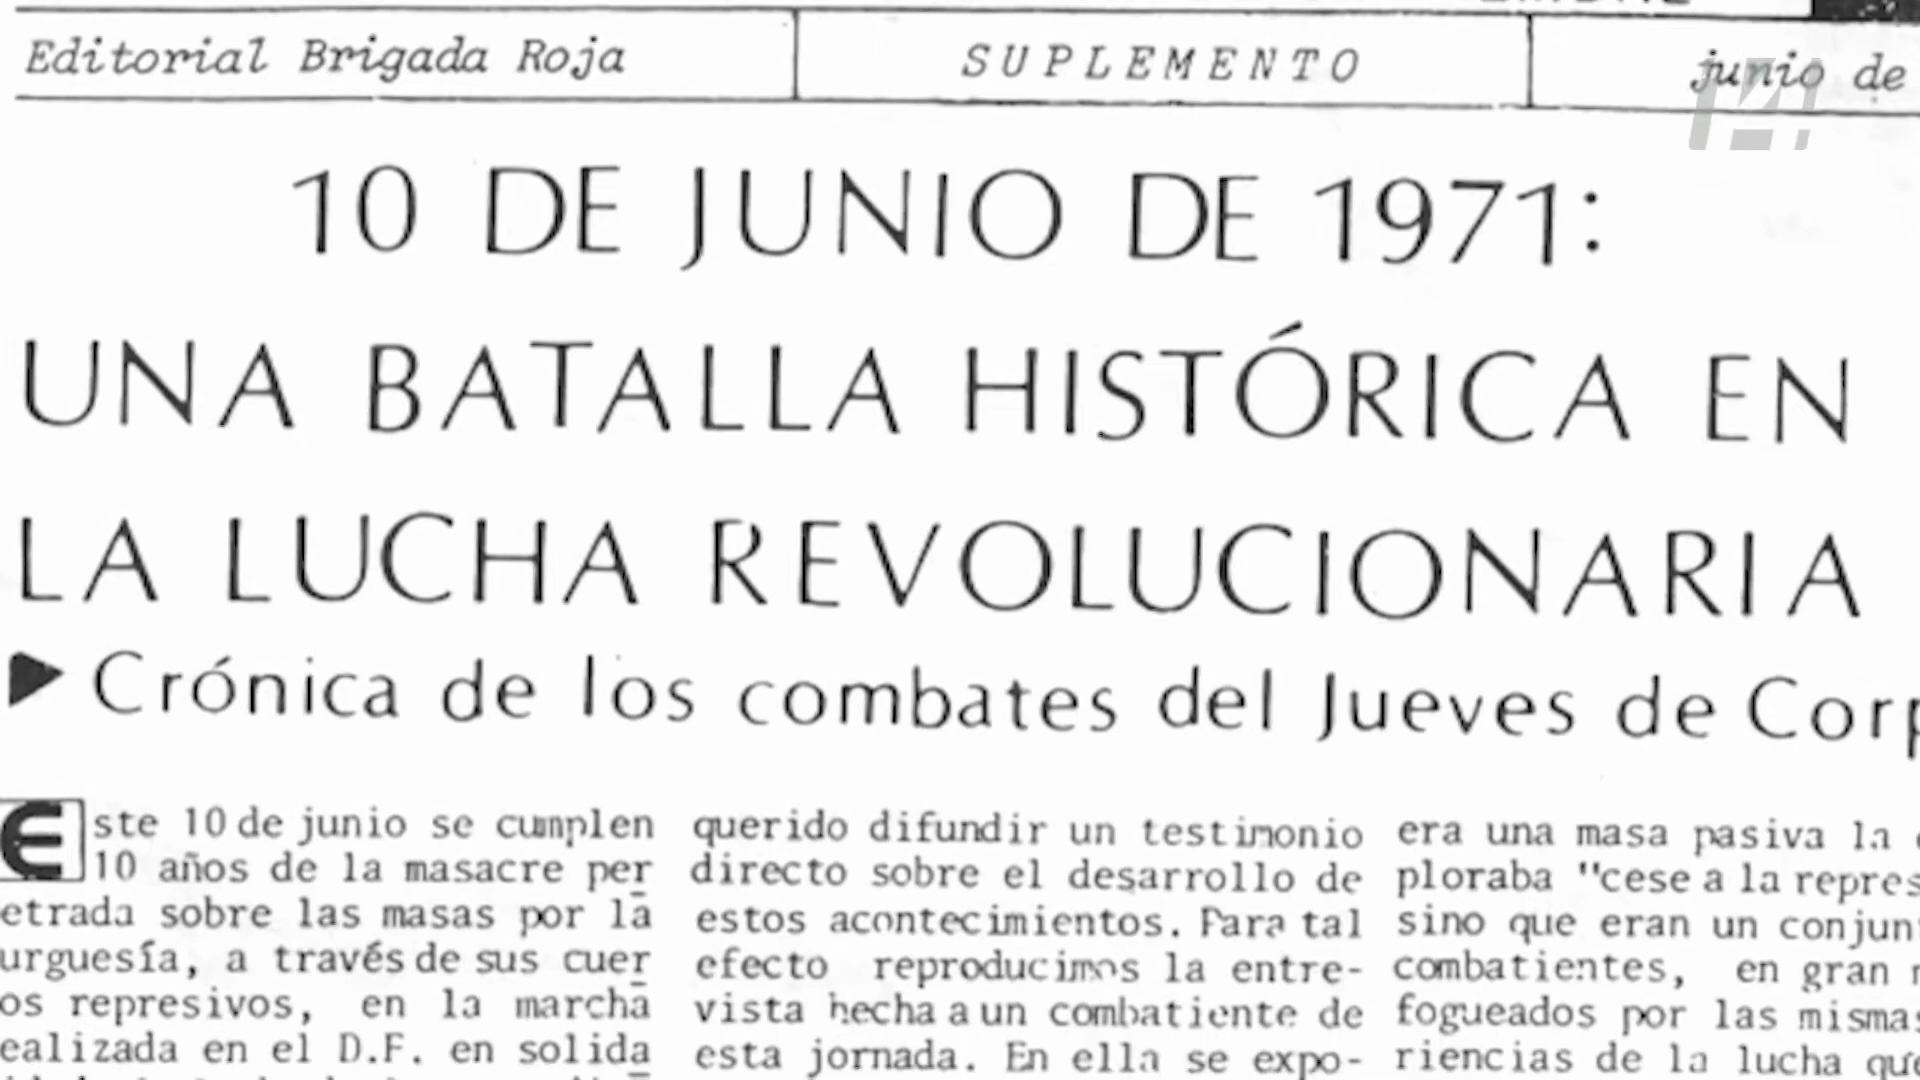 Editorial Brigada Roja
SUPLEMENTO
junio de
10 DE JUNIO DE 1971:
UNA BATALLA HISTÓRICA EN
LA LUCHA REVOLUCIONARIA
Crónica de los combates del Jueves de Corp
Este 10 de junio se cumplen
10 años de la masacre per
etrada sobre las masas por la
urguesía, a través de sus cuer
os represivos, en la marcha
ealizada en el D.F. en solida
querido difundir un testimonio
directo sobre el desarrollo de
estos acontecimientos. Para tal
efecto reproducimos la entre-
vista hecha a un combatiente de
esta jornada. En ella se expo-
era una masa pasiva la
ploraba "cese a la repres
sino que eran un conjun
combatientes, en gran
fogueados por las mismas
riencias de la lucha que